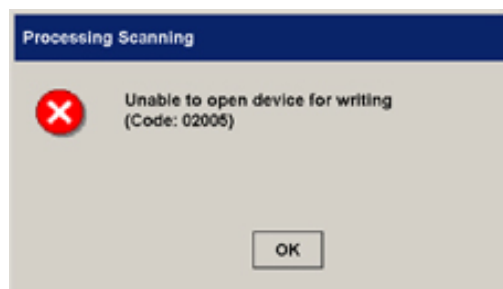 Processing Scanning
Unable to open device for writing
(Code: 02005)
OK